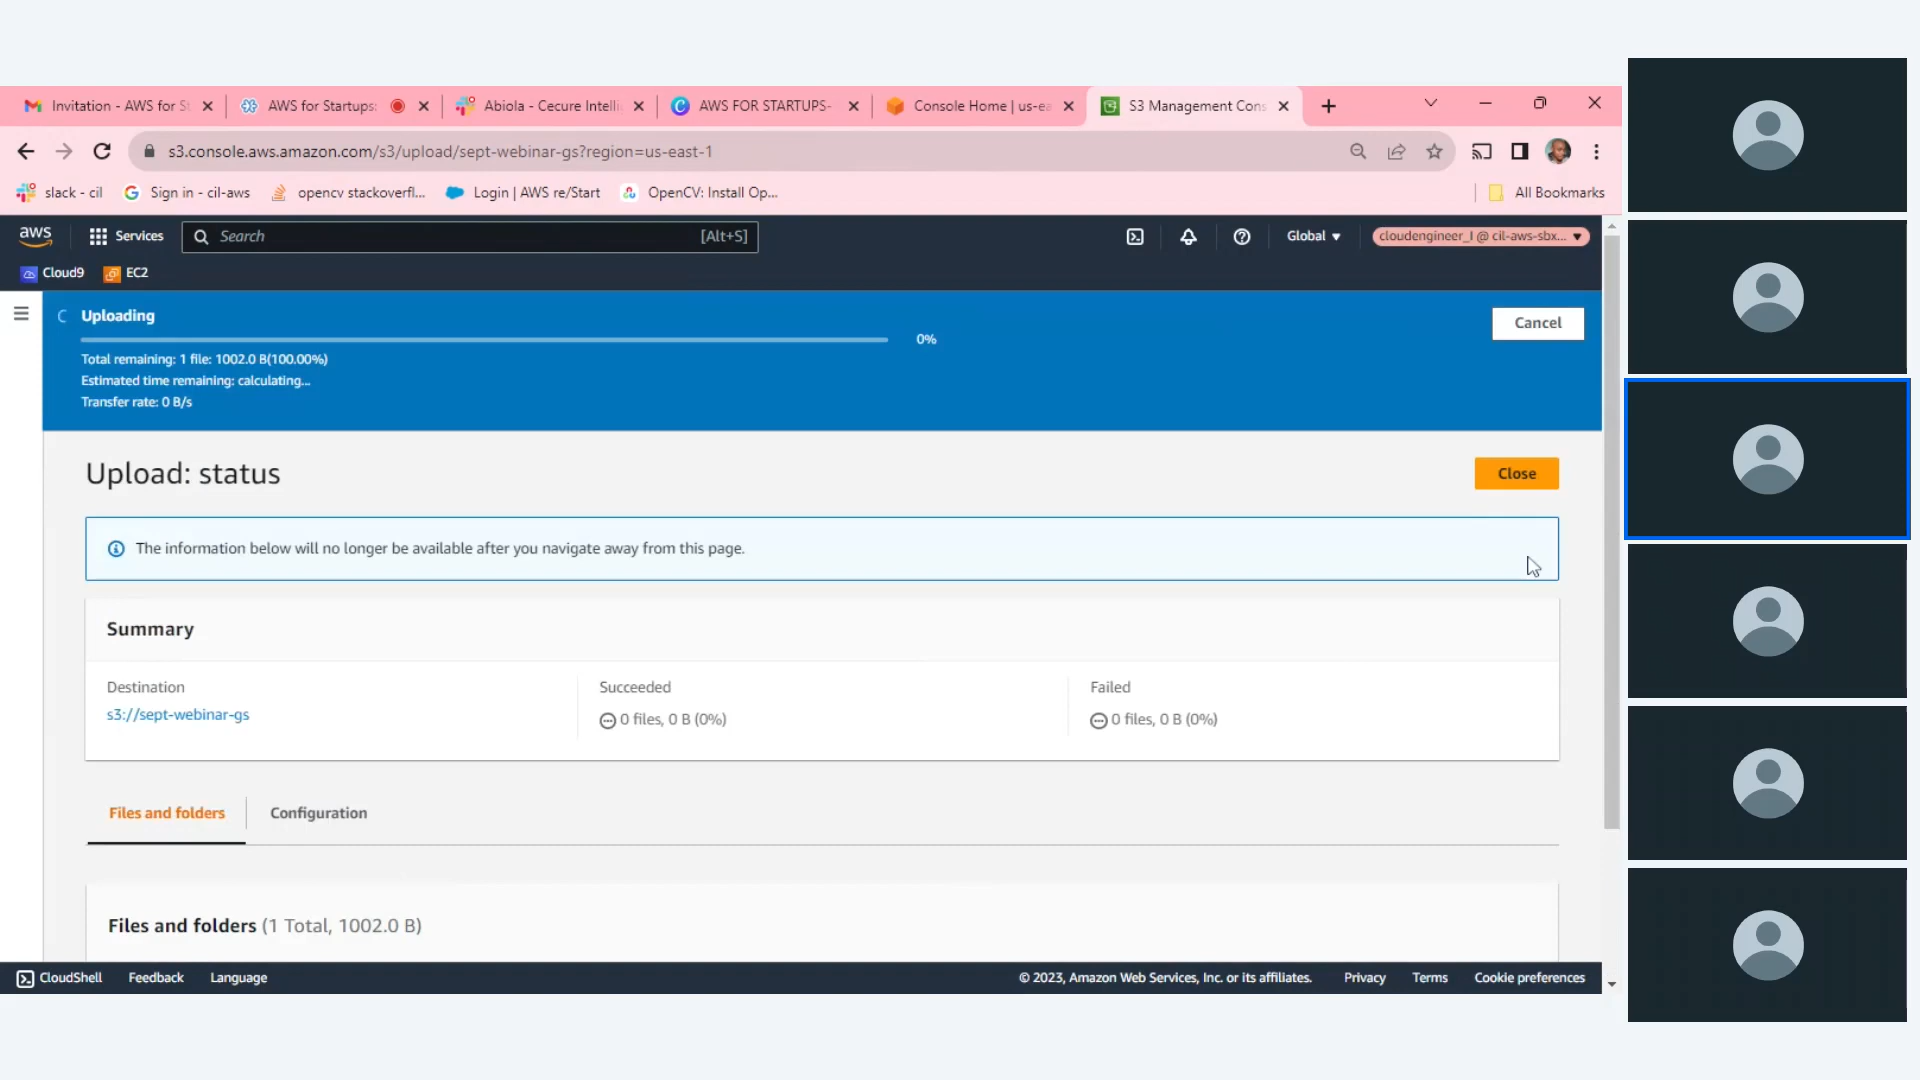 Invitation - AWS for St
AWS for Startups:
Abiola - Cecure Intelli
AWS FOR STARTUPS-
Console Home | us-ea
S3 Management Cons
s3.console.aws.amazon.com/s3/upload/sept-webinar-gs?region=us-east-1
slack - cil
Sign in - cil-aws
opencv stackoverfl...
Login | AWS re/Start
OpenCV: Install Op...
All Bookmarks
aws
Services
Search
[Alt+S]
Global
cloudengineer_I @ cil-aws-sbx...
Cloud9
EC2
Uploading
Cancel
0%
Total remaining: 1 file: 1002.0 B(100.00%)
Estimated time remaining: calculating...
Transfer rate: 0 B/s
Upload: status
Close
The information below will no longer be available after you navigate away from this page.
Summary
Destination
s3://sept-webinar-gs
Succeeded
0 files, 0 B (0%)
Failed
0 files, 0 B (0%)
Files and folders
Configuration
Files and folders (1 Total, 1002.0 B)
CloudShell
Feedback
Language
© 2023, Amazon Web Services, Inc. or its affiliates.
Privacy
Terms
Cookie preferences